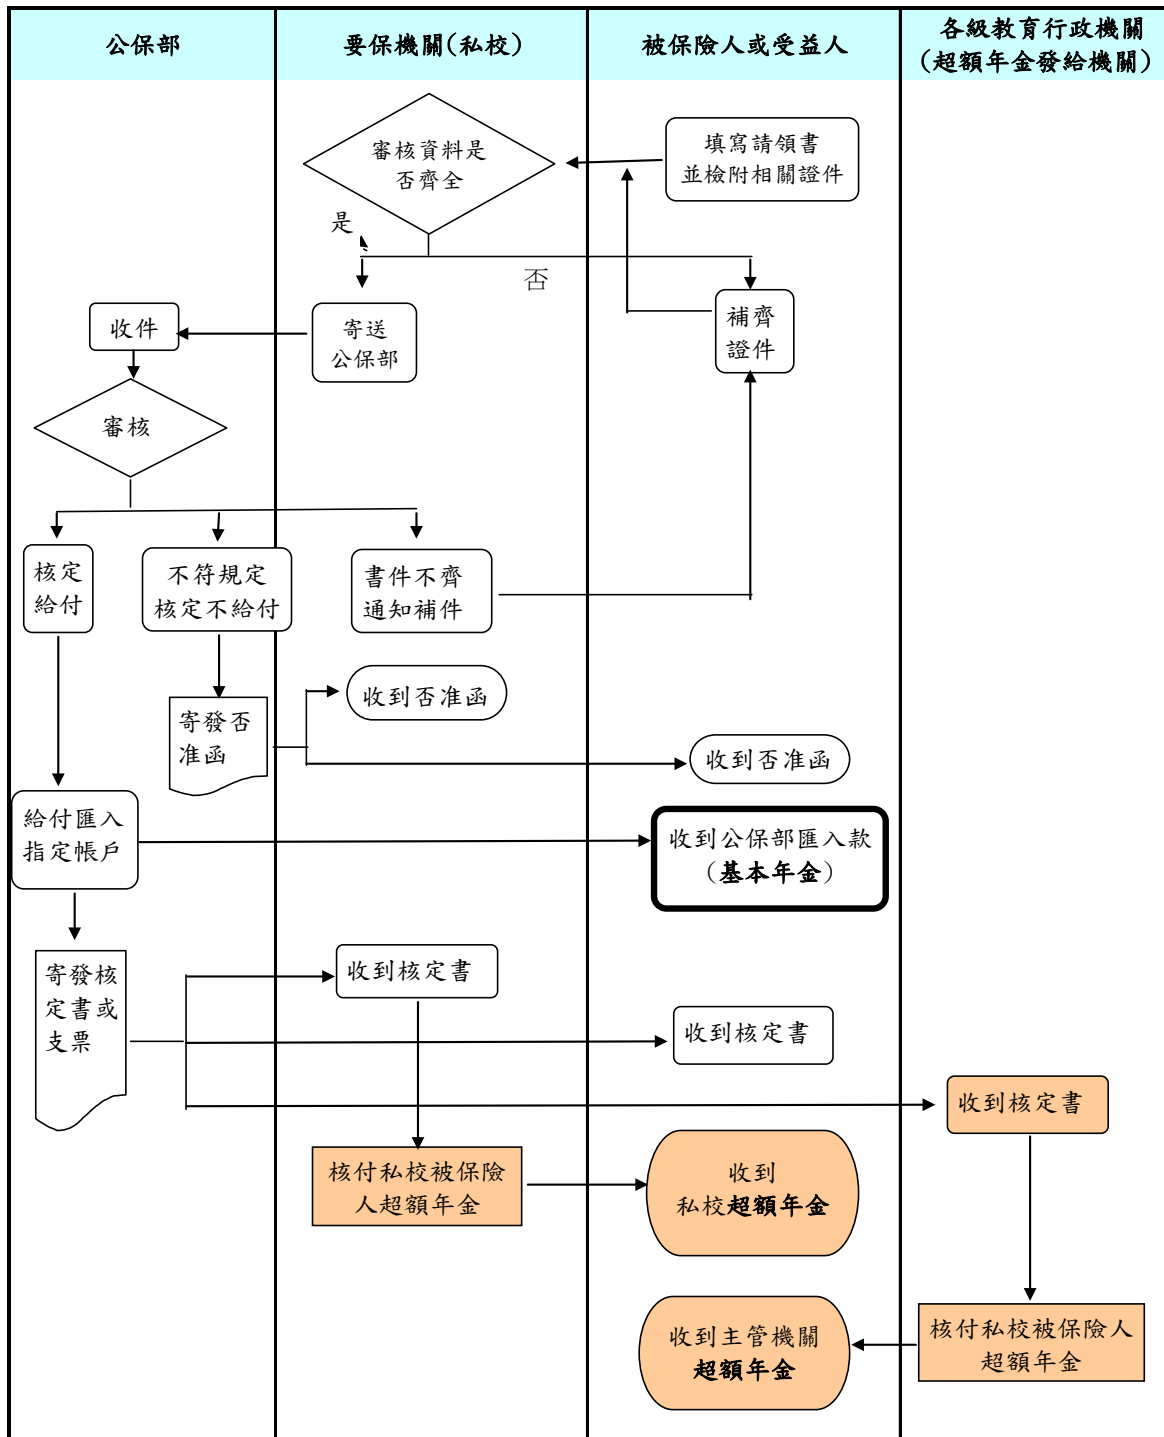 公保部
要保機關(私校)
被保險人或受益人
各級教育行政機關
(超額年金發給機關)
審核資料是
否齊全
填寫請領書
並檢附相關證件
是
否
收件
寄送
公保部
補齊
證件
審核
核定
給付
不符規定
核定不給付
書件不齊
通知補件
收到否准函
寄發否
准函
收到否准函
給付匯入
指定帳戶
收到公保部匯入款
(基本年金)
寄發核
定書或
支票
收到核定書
收到核定書
收到核定書
核付私校被保險
人超額年金
收到
私校超額年金
收到主管機關
超額年金
核付私校被保險人
超額年金